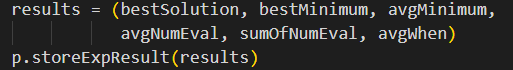 results = (bestSolution, bestMinimum, avgMinimum,
avgNumEval, sumOfNumEval, avgWhen)
p.storeExpResult(results)